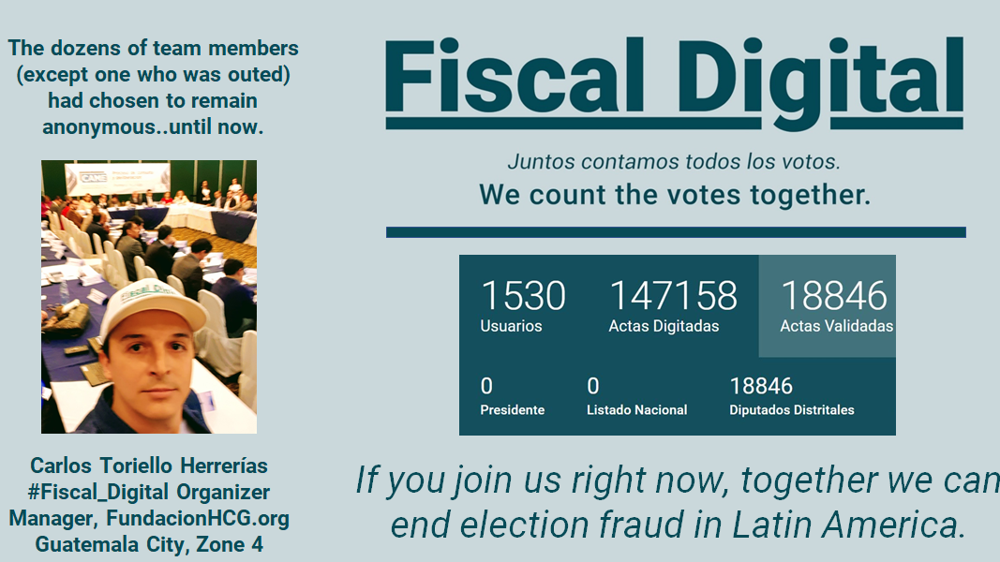 The dozens of team members
(except one who was outed)
had chosen to remain
anonymous..until now.
Fiscal Digi
Carlos Toriello Herrerías
#Fiscal_Digital Organizer
Manager, FundacionHCG.org
Guatemala City, Zone 4
Fiscal Digital
Juntos contamos todos los votos.
We count the votes together.
1530 147158 18846
Usuarios Actas Digitadas Actas Validadas
0 0 18846
Presidente Listado Nacional Diputados Distritales
If you join us right now, together we can
end election fraud in Latin America.